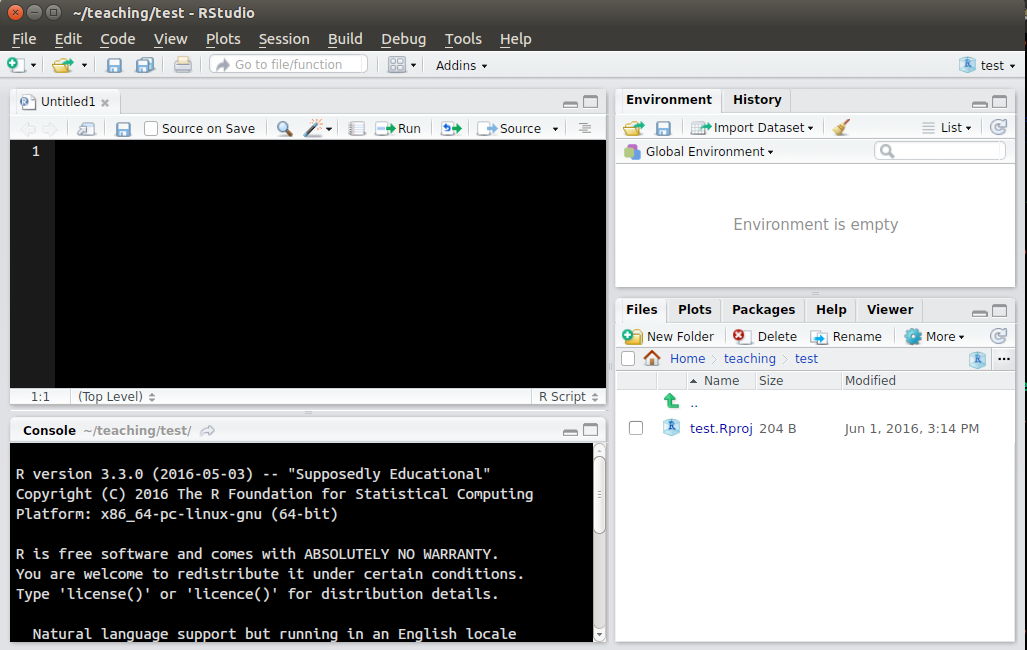 ~/teaching/test - RStudio
File Edit Code View Plots Session Build Debug Tools Help
Go to file/function Addins test
Untitled1
Source on Save Run Source
1
1:1 (Top Level) R Script
Console ~/teaching/test/
R version 3.3.0 (2016-05-03) -- "Supposedly Educational"
Copyright (C) 2016 The R Foundation for Statistical Computing
Platform: x86_64-pc-linux-gnu (64-bit)
R is free software and comes with ABSOLUTELY NO WARRANTY.
You are welcome to redistribute it under certain conditions.
Type 'license()' or 'licence()' for distribution details.
Natural language support but running in an English locale
Environment History
Import Dataset List
Global Environment
Environment is empty
Files Plots Packages Help Viewer
New Folder Delete Rename More
Home teaching test ...
Name Size Modified
..
test.Rproj 204 B Jun 1, 2016, 3:14 PM